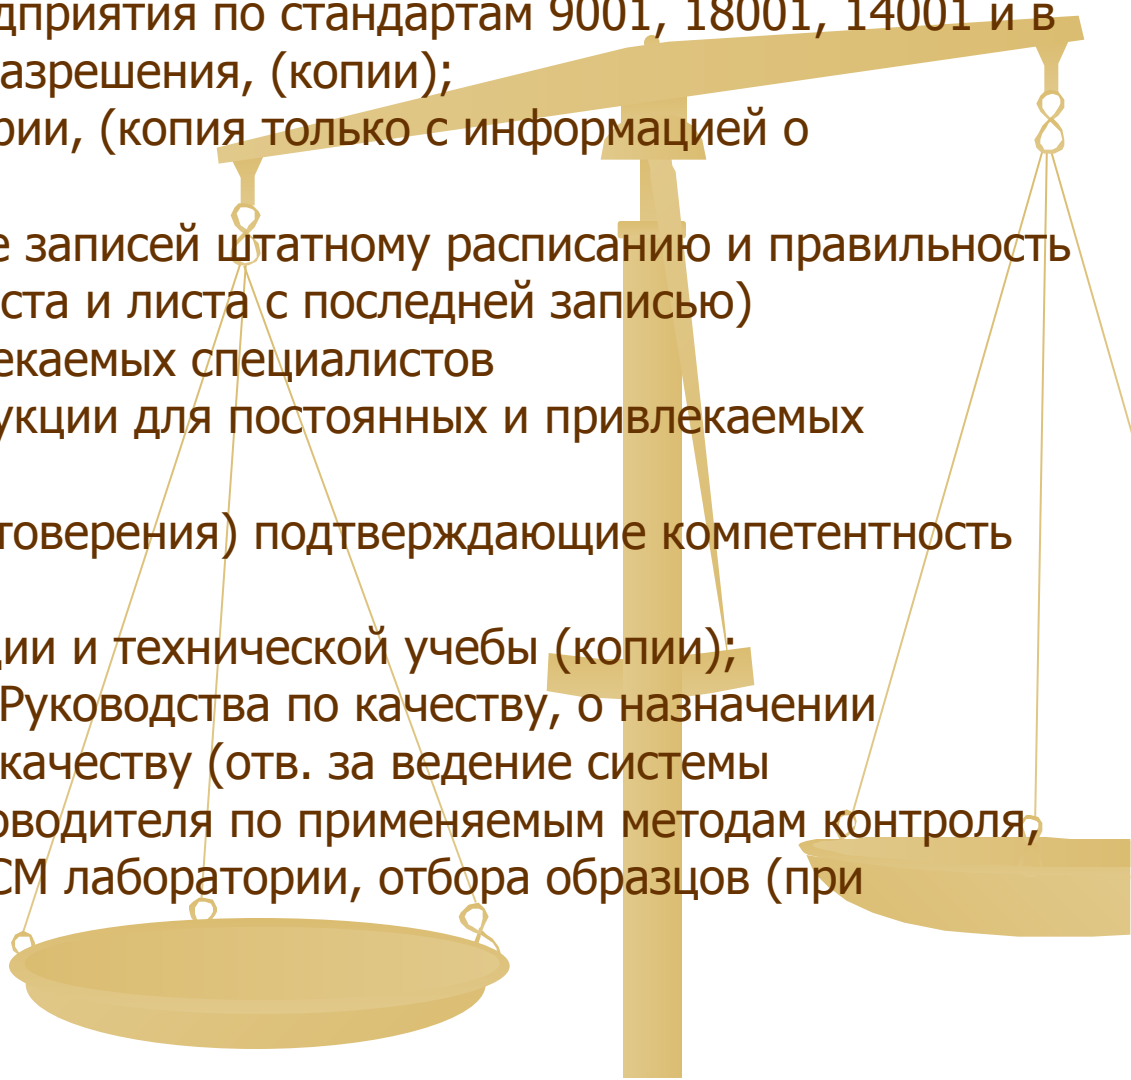 дприятия по стандартам 9001, 18001, 14001 и в
азрешения, (копии);
рии, (копия только с информацией о
е записей штатному расписанию и правильность
ста и листа с последней записью)
екаемых специалистов
укции для постоянных и привлекаемых
товерения) подтверждающие компетентность
ции и технической учебы (копии);
Руководства по качеству, о назначении
качеству (отв. за ведение системы
оводителя по применяемым методам контроля,
СМ лаборатории, отбора образцов (при